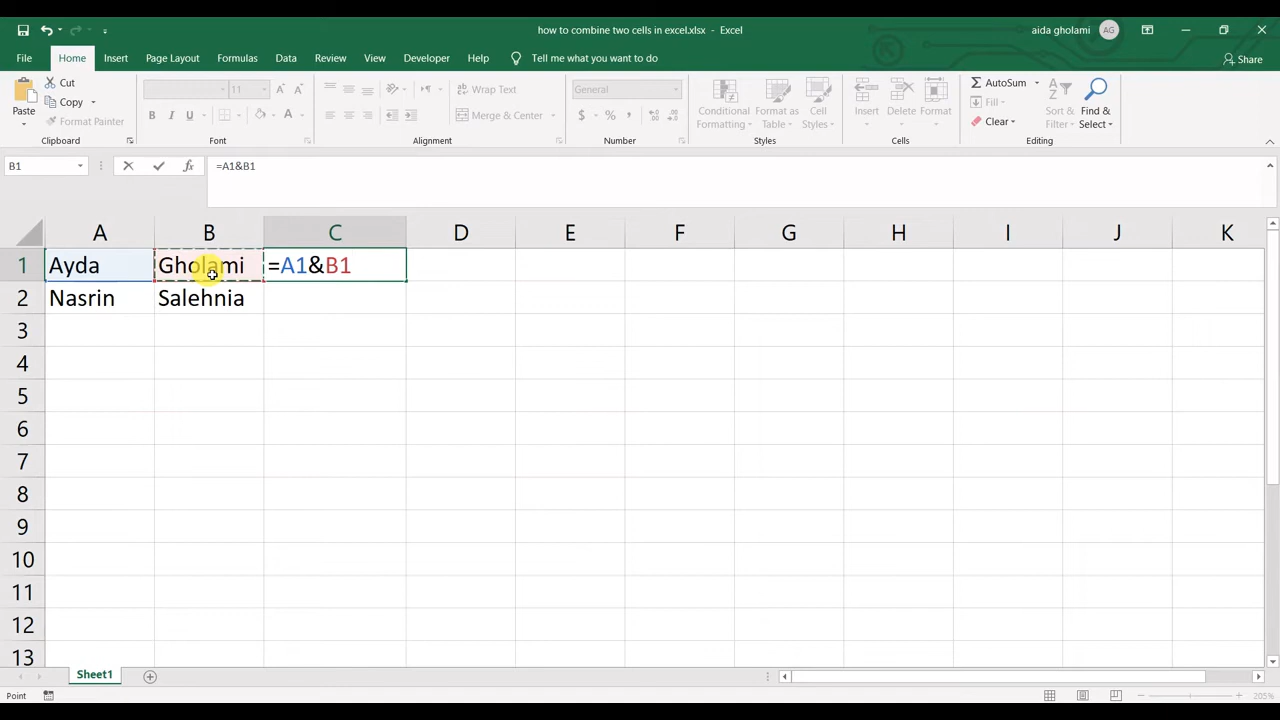 how to combine two cells in excel.xlsx - Excel
aida gholami AG
File Home Insert Page Layout Formulas Data Review View Developer Help Tell me what you want to do Share
Paste Cut Copy Format Painter
Clipboard
B I U A
Font
Wrap Text
Merge & Center
Alignment
General
$ % ,
Number
Conditional Formatting Format as Table Cell Styles
Styles
Insert Delete Format
Cells
AutoSum
Fill
Clear
Sort & Filter Find & Select
Editing
B1 fx =A1&B1
A B C D E F G H I J K
1 Ayda Gholami =A1&B1
2 Nasrin Salehnia
3
4
5
6
7
8
9
10
11
12
13
Sheet1
Point 205%